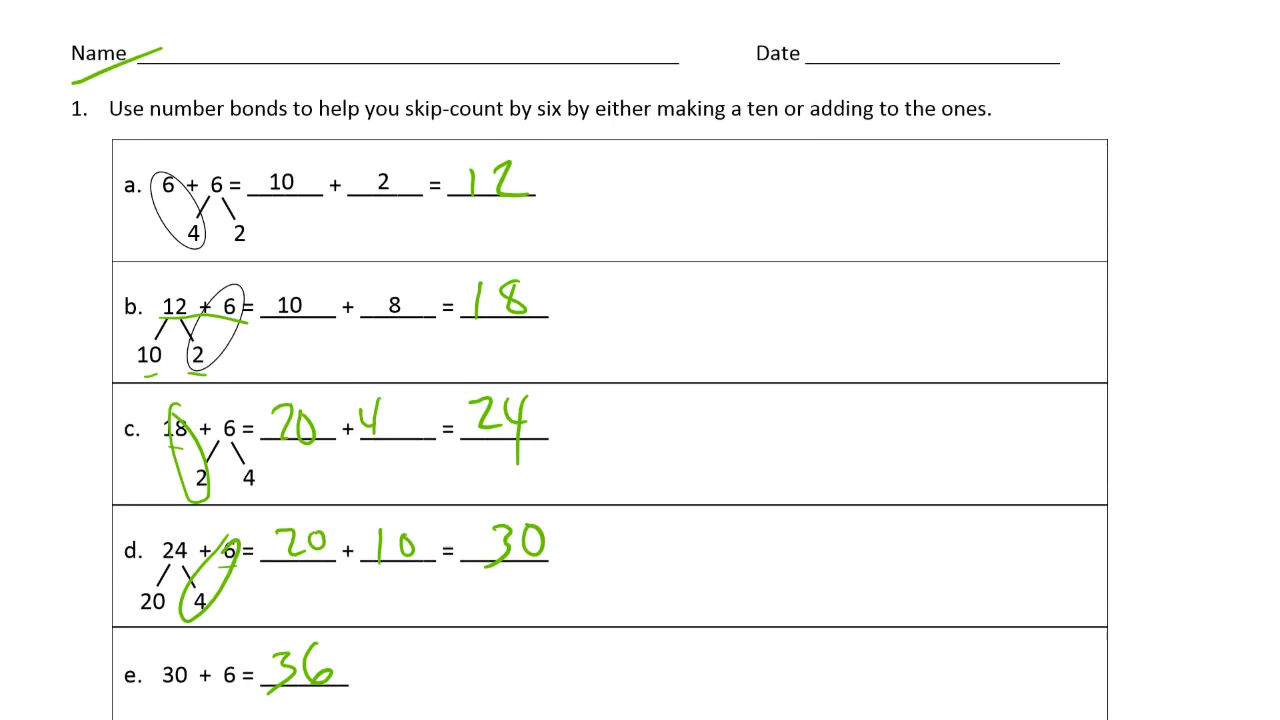 Name ____ Date ____
1. Use number bonds to help you skip-count by six by either making a ten or adding to the ones.
a. 6 + 6 = 10 + 2 = 12
4 2
b. 12 + 6 = 10 + 8 = 18
10 2
c. 18 + 6 = 20 + 4 = 24
2 4
d. 24 + 6 = 20 + 10 = 30
20 4
e. 30 + 6 = 36